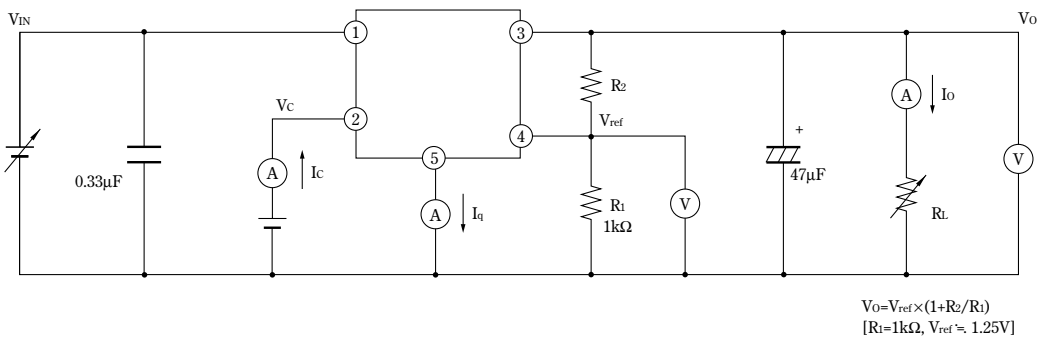 VIN
VO
1
3
R2
A
IO
VC
2
Vref
4
+
5
V
A
IC
0.33μF
47μF
A
Iq
R1
1kΩ
V
RL
VO=Vref×(1+R2/R1)
[R1=1kΩ, Vref ≒ 1.25V]